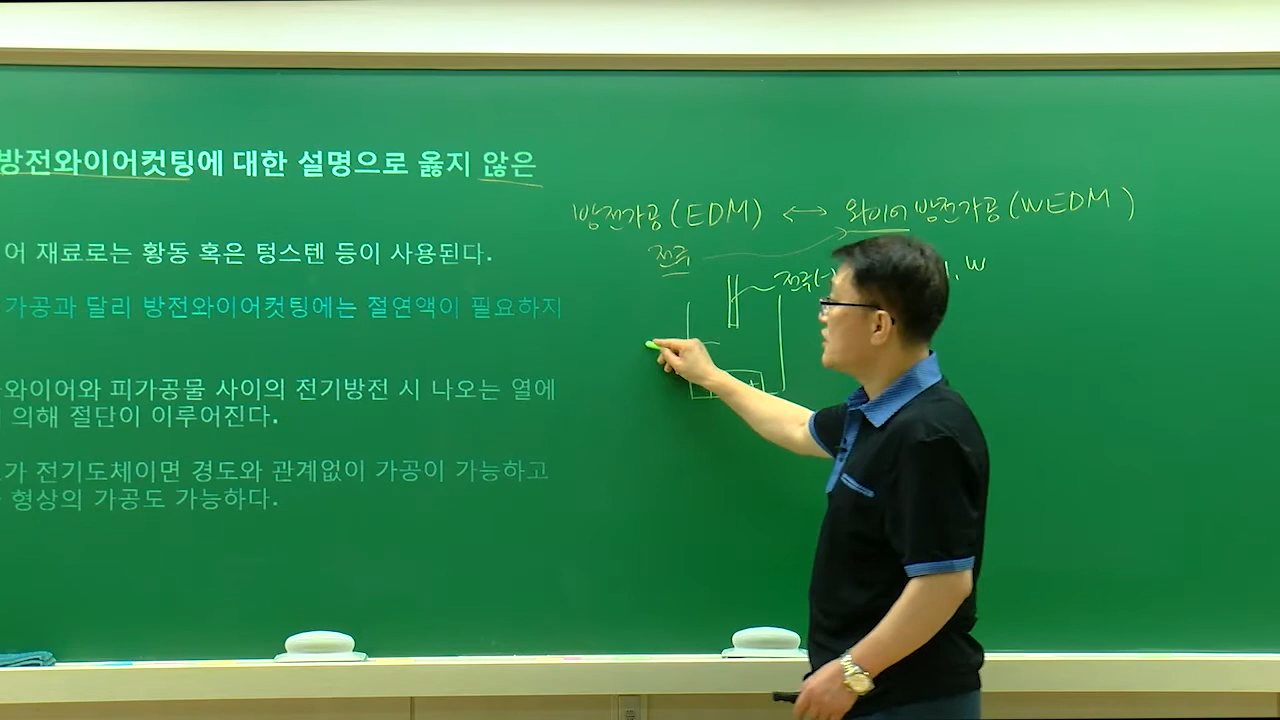 방전와이어컷팅에 대한 설명으로 옳지 않은
어 재료로는 황동 혹은 텅스텐 등이 사용된다.
가공과 달리 방전와이어컷팅에는 절연액이 필요하지
와이어와 피가공물 사이의 전기방전 시 나오는 열에
의해 절단이 이루어진다.
가 전기도체이면 경도와 관계없이 가공이 가능하고
형상의 가공도 가능하다.
방전가공(EDM) ↔ 와이어 방전가공(WEDM)
전극
전극(-)
, W